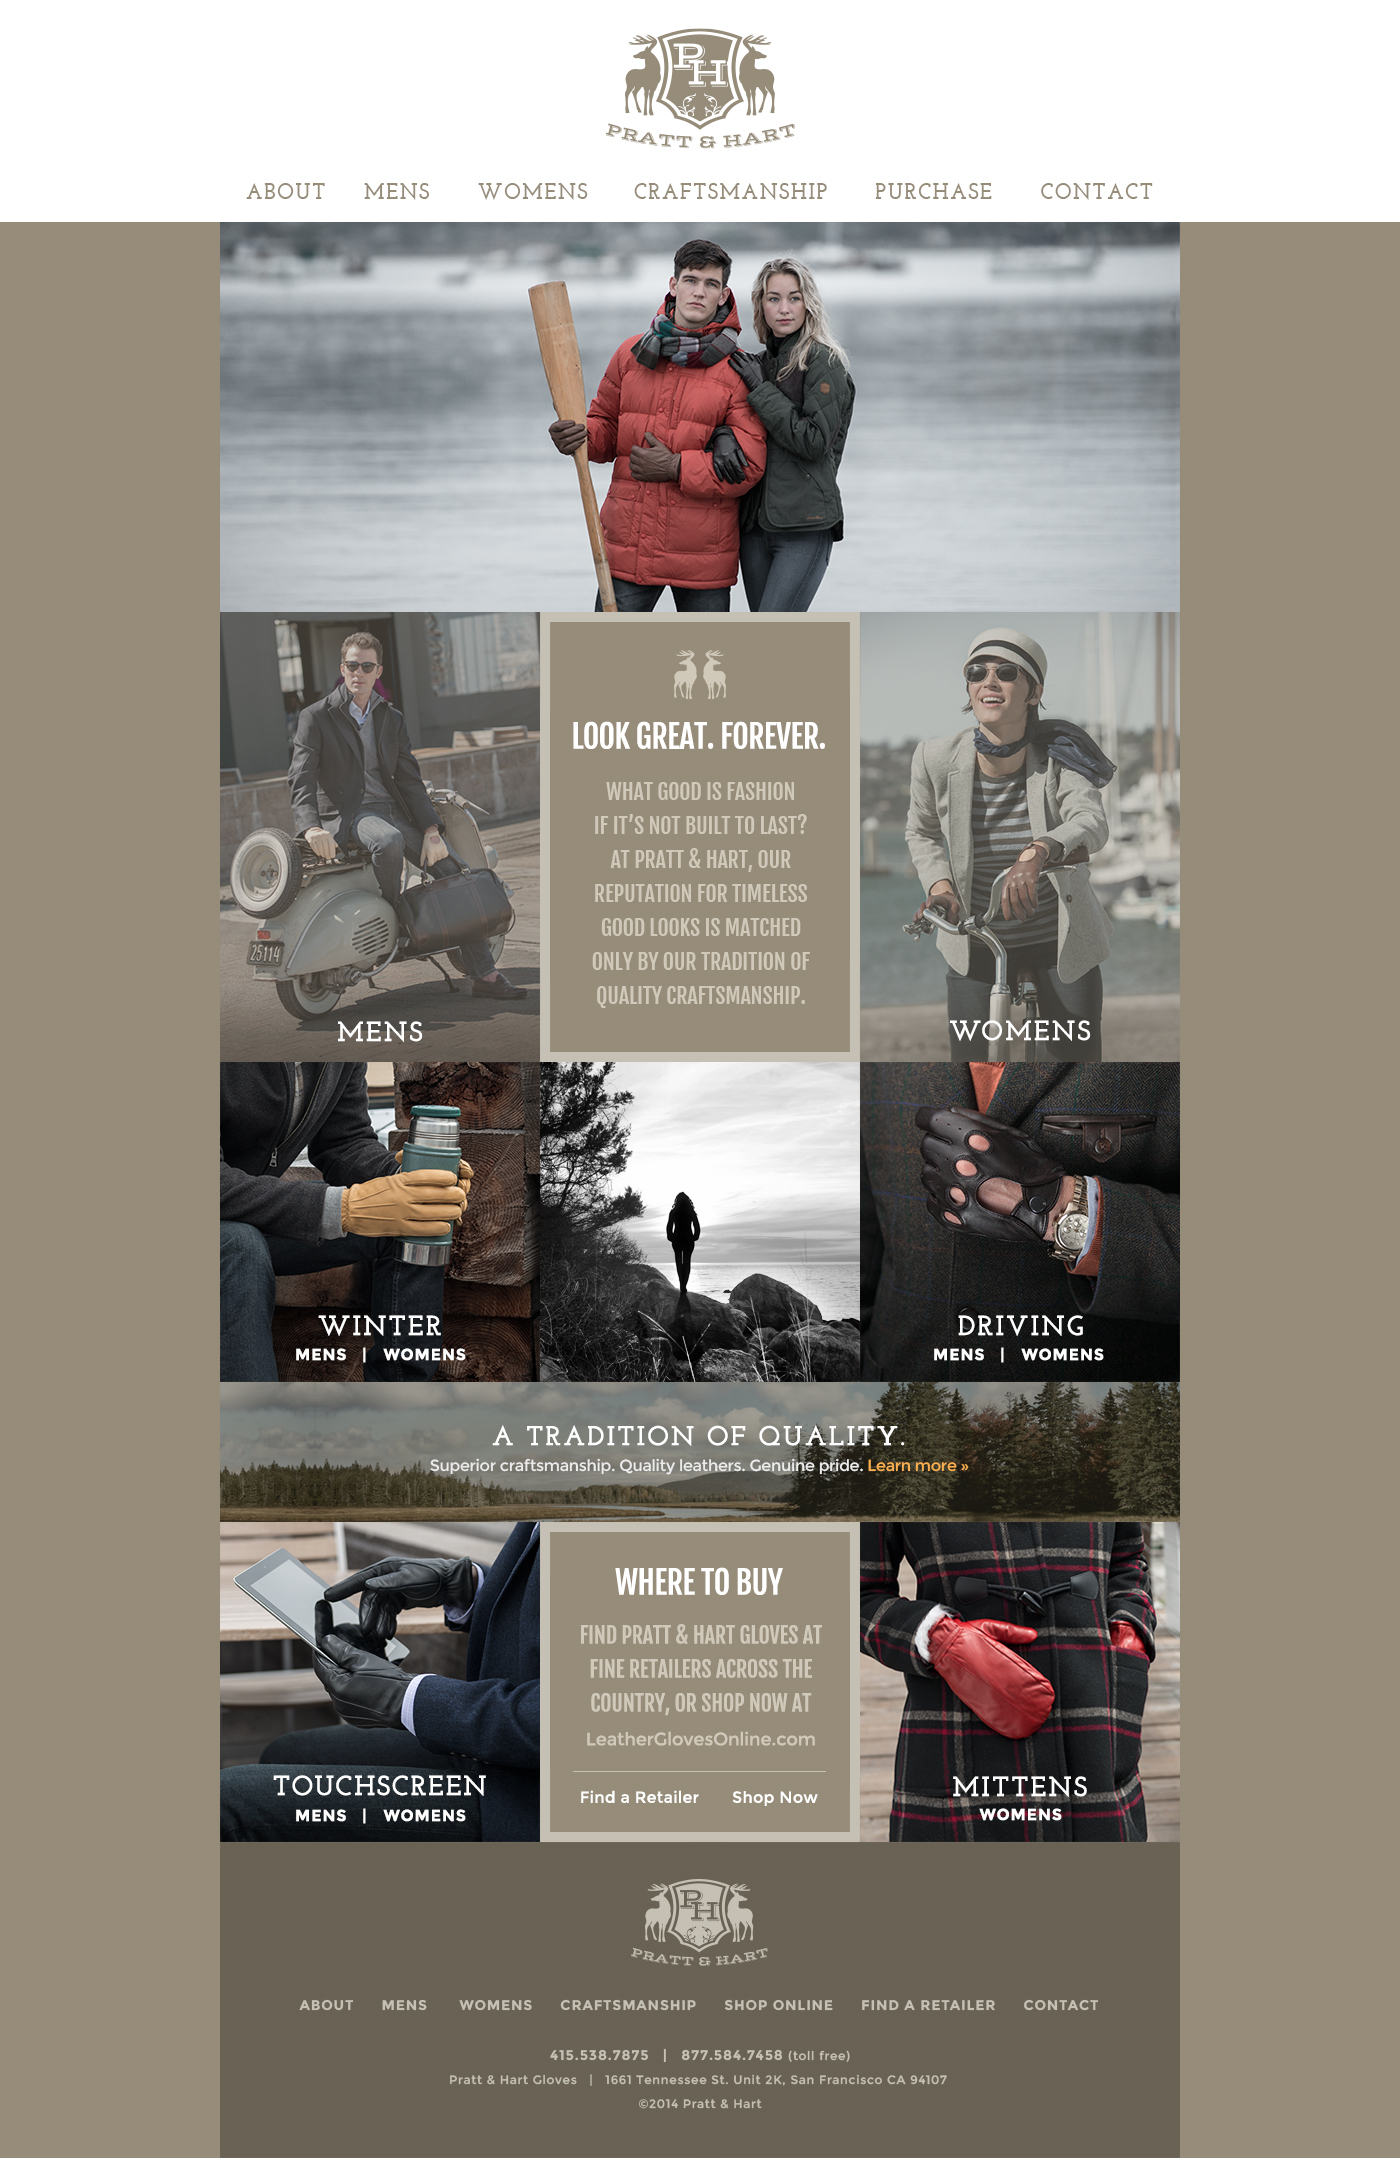 PH
PRATT & HART
ABOUT MENS WOMENS CRAFTSMANSHIP PURCHASE CONTACT
LOOK GREAT. FOREVER.
WHAT GOOD IS FASHION
IF IT'S NOT BUILT TO LAST?
AT PRATT & HART, OUR
REPUTATION FOR TIMELESS
GOOD LOOKS IS MATCHED
ONLY BY OUR TRADITION OF
QUALITY CRAFTSMANSHIP.
25114
MENS
WOMENS
WINTER
MENS | WOMENS
DRIVING
MENS | WOMENS
A TRADITION OF QUALITY.
Superior craftsmanship. Quality leathers. Genuine pride. Learn more »
TOUCHSCREEN
MENS | WOMENS
WHERE TO BUY
FIND PRATT & HART GLOVES AT
FINE RETAILERS ACROSS THE
COUNTRY, OR SHOP NOW AT
LeatherGlovesOnline.com
Find a Retailer Shop Now
MITTENS
WOMENS
PH
PRATT & HART
ABOUT MENS WOMENS CRAFTSMANSHIP SHOP ONLINE FIND A RETAILER CONTACT
415.538.7875 | 877.584.7458 (toll free)
Pratt & Hart Gloves | 1661 Tennessee St. Unit 2K, San Francisco CA 94107
©2014 Pratt & Hart